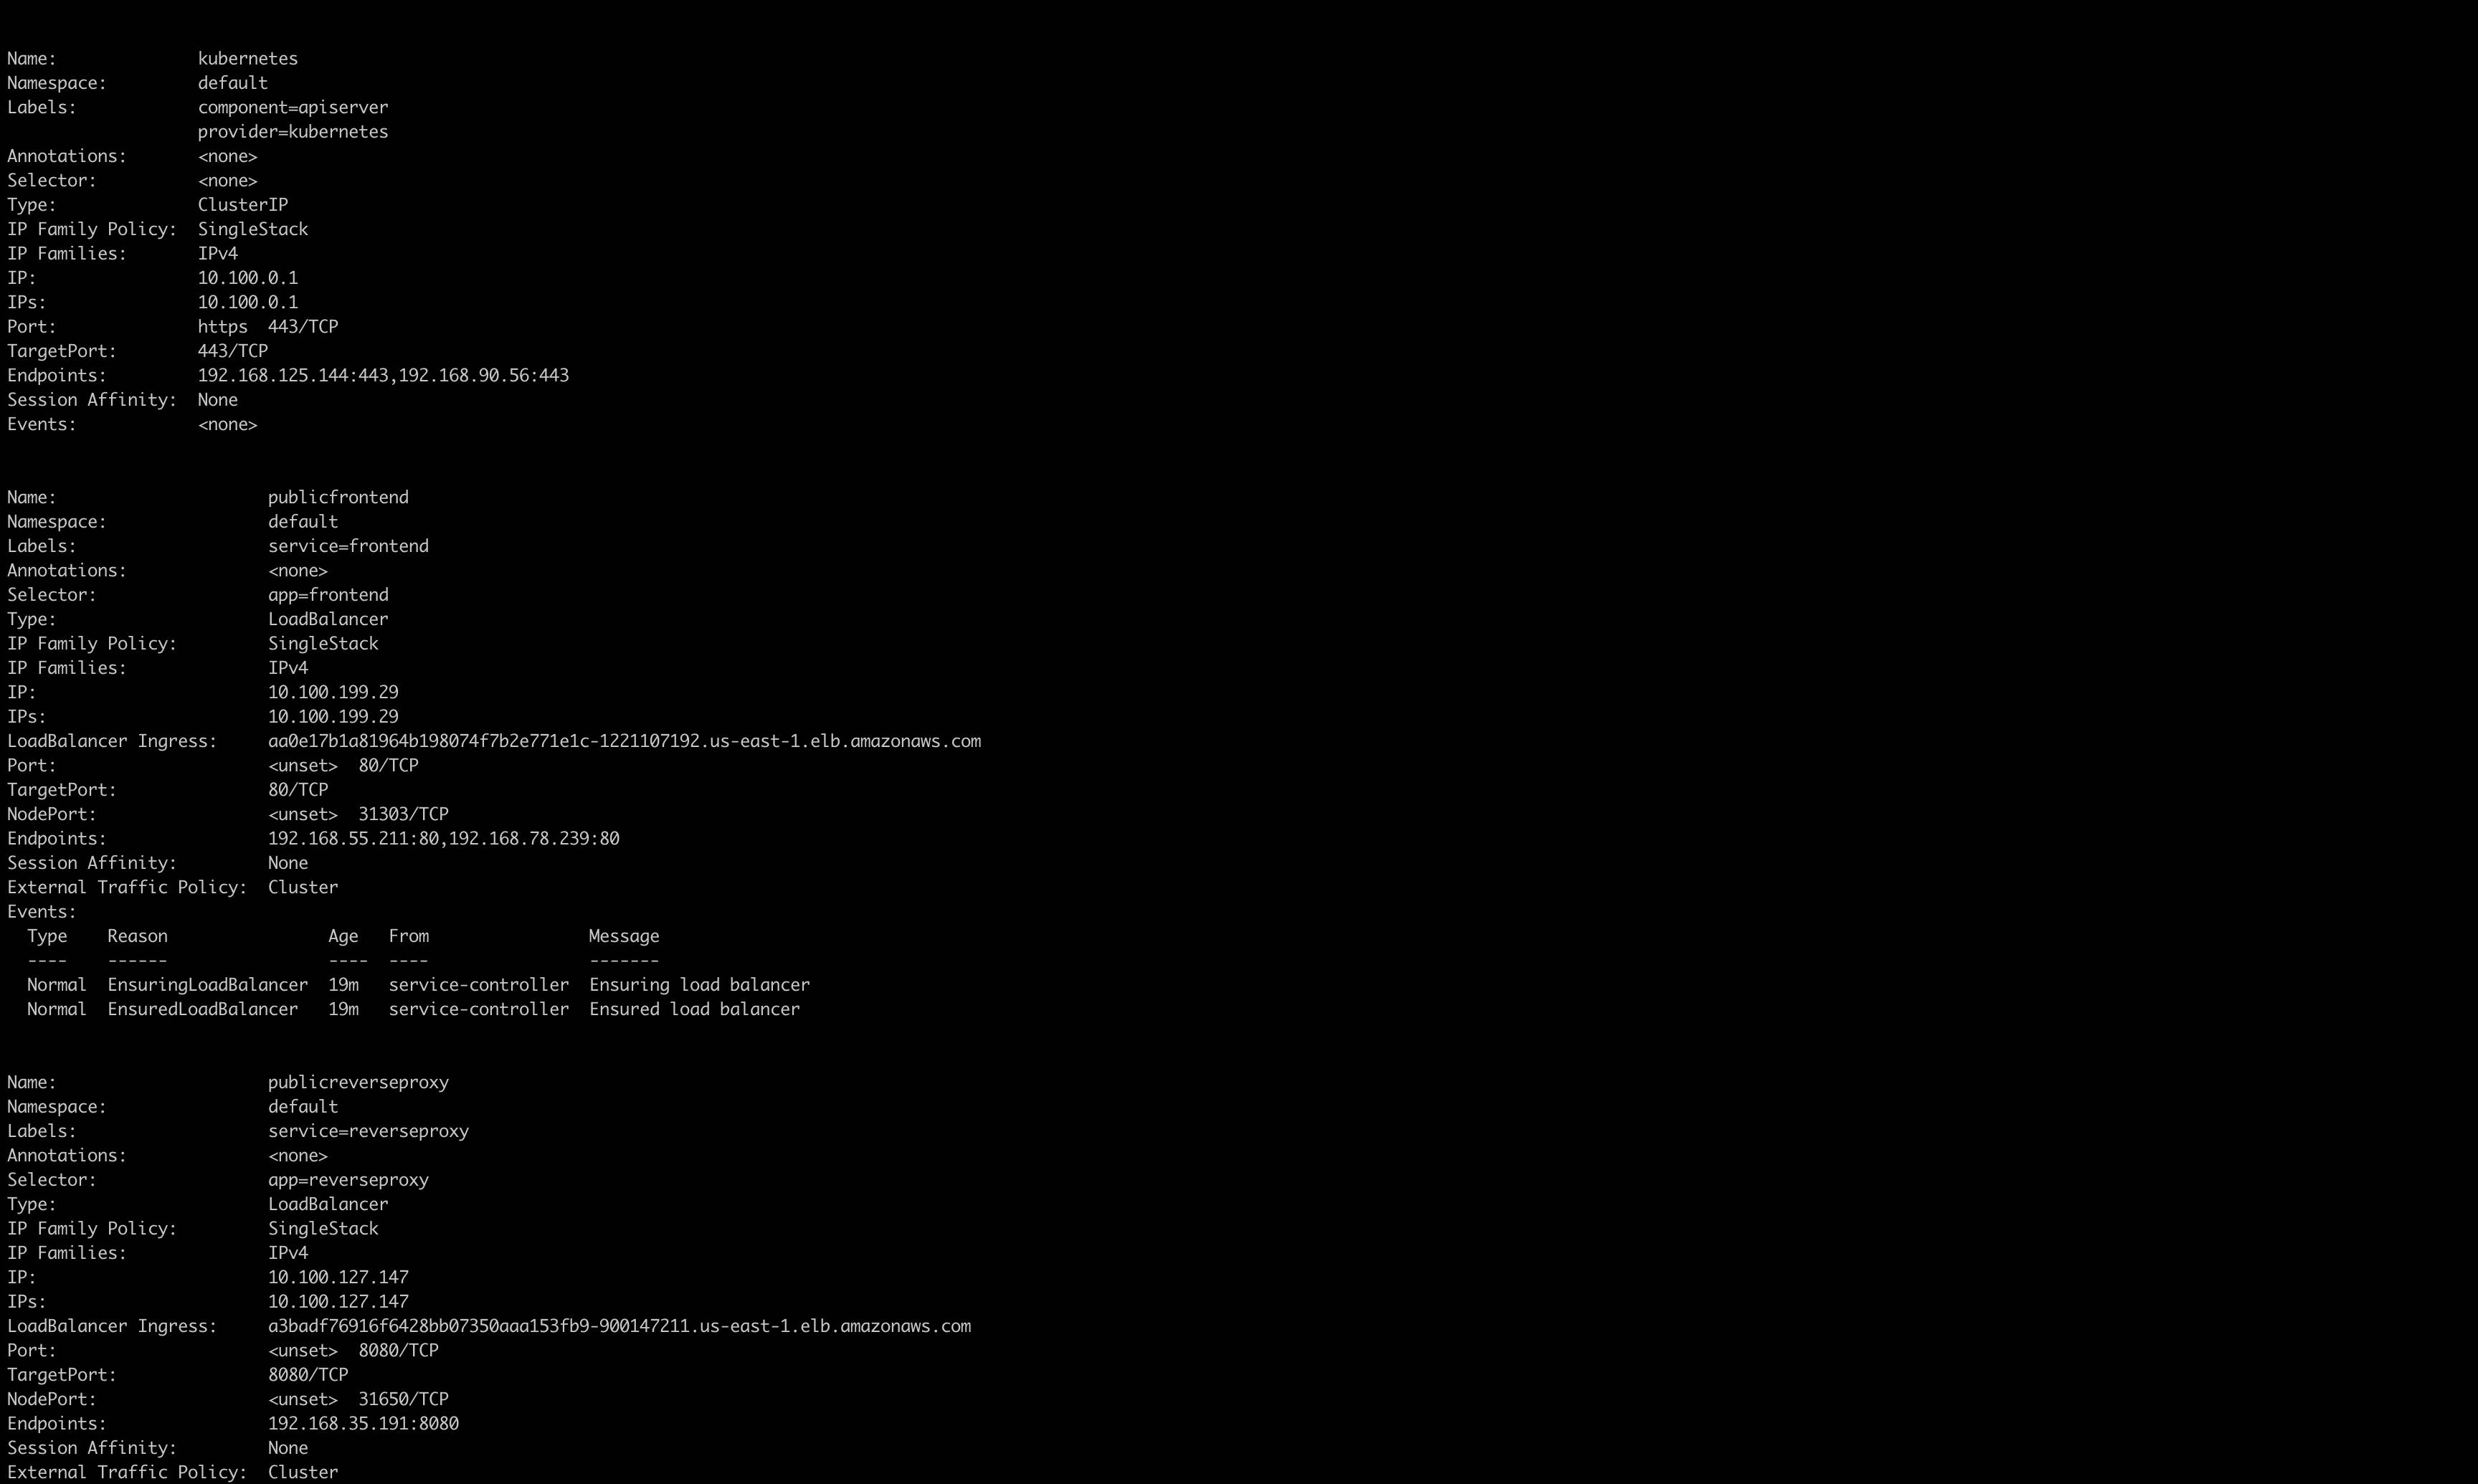 Name:              kubernetes
Namespace:         default
Labels:            component=apiserver
                   provider=kubernetes
Annotations:       <none>
Selector:          <none>
Type:              ClusterIP
IP Family Policy:  SingleStack
IP Families:       IPv4
IP:                10.100.0.1
IPs:               10.100.0.1
Port:              https  443/TCP
TargetPort:        443/TCP
Endpoints:         192.168.125.144:443,192.168.90.56:443
Session Affinity:  None
Events:            <none>
Name:                     publicfrontend
Namespace:                default
Labels:                   service=frontend
Annotations:              <none>
Selector:                 app=frontend
Type:                     LoadBalancer
IP Family Policy:         SingleStack
IP Families:              IPv4
IP:                       10.100.199.29
IPs:                      10.100.199.29
LoadBalancer Ingress:     aa0e17b1a81964b198074f7b2e771e1c-1221107192.us-east-1.elb.amazonaws.com
Port:                     <unset>  80/TCP
TargetPort:               80/TCP
NodePort:                 <unset>  31303/TCP
Endpoints:                192.168.55.211:80,192.168.78.239:80
Session Affinity:         None
External Traffic Policy:  Cluster
Events:
  Type    Reason                Age   From                Message
  ----    ------                ----  ----                -------
  Normal  EnsuringLoadBalancer  19m   service-controller  Ensuring load balancer
  Normal  EnsuredLoadBalancer   19m   service-controller  Ensured load balancer
Name:                     publicreverseproxy
Namespace:                default
Labels:                   service=reverseproxy
Annotations:              <none>
Selector:                 app=reverseproxy
Type:                     LoadBalancer
IP Family Policy:         SingleStack
IP Families:              IPv4
IP:                       10.100.127.147
IPs:                      10.100.127.147
LoadBalancer Ingress:     a3badf76916f6428bb07350aaa153fb9-900147211.us-east-1.elb.amazonaws.com
Port:                     <unset>  8080/TCP
TargetPort:               8080/TCP
NodePort:                 <unset>  31650/TCP
Endpoints:                192.168.35.191:8080
Session Affinity:         None
External Traffic Policy:  Cluster